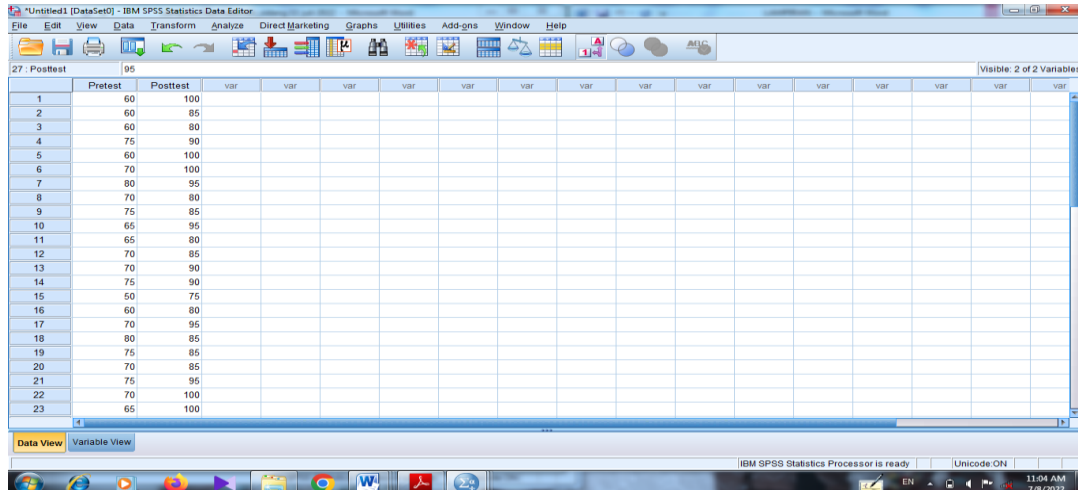 *Untitled1 [DataSet0] - IBM SPSS Statistics Data Editor
File Edit View Data Transform Analyze Direct Marketing Graphs Utilities Add-ons Window Help
27 : Posttest 95 Visible: 2 of 2 Variables
Pretest Posttest var var var var var var var var var var var var var var var
1 60 100
2 60 85
3 60 80
4 75 90
5 60 100
6 70 100
7 80 95
8 70 80
9 75 85
10 65 95
11 65 80
12 70 85
13 70 90
14 75 90
15 50 75
16 60 80
17 70 95
18 80 85
19 75 85
20 70 85
21 75 95
22 70 100
23 65 100
Data View Variable View
IBM SPSS Statistics Processor is ready Unicode:ON
EN 11:04 AM
7/8/2022